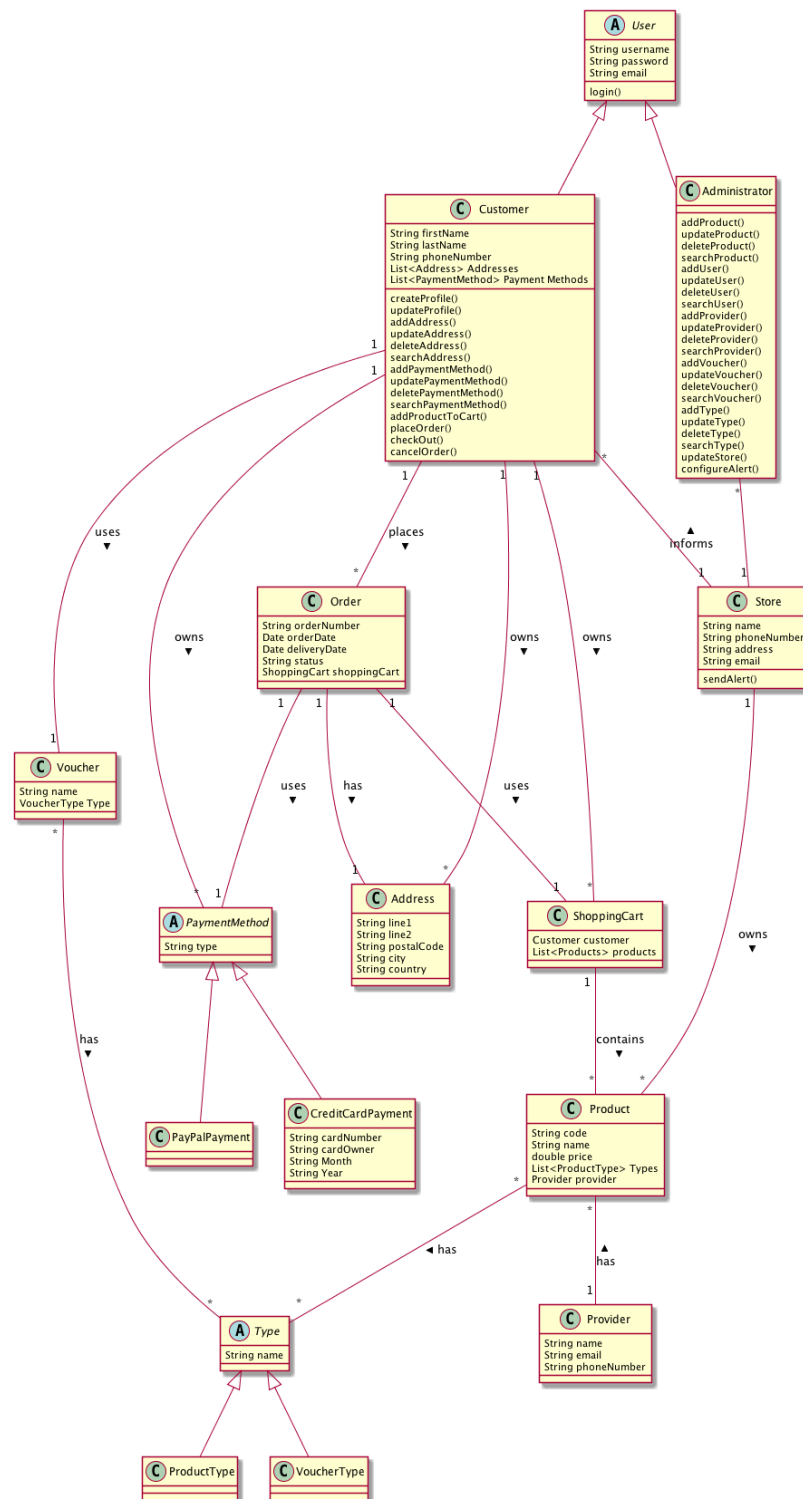 A User
String username
String password
String email
login()
C Administrator
addProduct()
updateProduct()
deleteProduct()
searchProduct()
addUser()
updateUser()
deleteUser()
searchUser()
addProvider()
updateProvider()
deleteProvider()
searchProvider()
addVoucher()
updateVoucher()
deleteVoucher()
searchVoucher()
addType()
updateType()
deleteType()
searchType()
updateStore()
configureAlert()
C Customer
String firstName
String lastName
String phoneNumber
List<Address> Addresses
List<PaymentMethod> Payment Methods
createProfile()
updateProfile()
addAddress()
updateAddress()
deleteAddress()
searchAddress()
addPaymentMethod()
updatePaymentMethod()
deletePaymentMethod()
searchPaymentMethod()
addProductToCart()
placeOrder()
checkOut()
cancelOrder()
1
1
1
1
1
*
*
uses
places
informs
*
1
1
C Order
String orderNumber
Date orderDate
Date deliveryDate
String status
ShoppingCart shoppingCart
C Store
String name
String phoneNumber
String address
String email
sendAlert()
owns
owns
owns
1
1
1
1
1
C Voucher
String name
VoucherType Type
uses
has
uses
*
*
1
1
*
1
*
C PaymentMethod
A
String type
C Address
String line1
String line2
String postalCode
String city
String country
C ShoppingCart
Customer customer
List<Products> products
owns
1
has
contains
*
*
C PayPalPayment
C CreditCardPayment
String cardNumber
String cardOwner
String Month
String Year
C Product
String code
String name
double price
List<ProductType> Types
Provider provider
*
*
has
has
*
*
1
A Type
String name
C Provider
String name
String email
String phoneNumber
C ProductType
C VoucherType